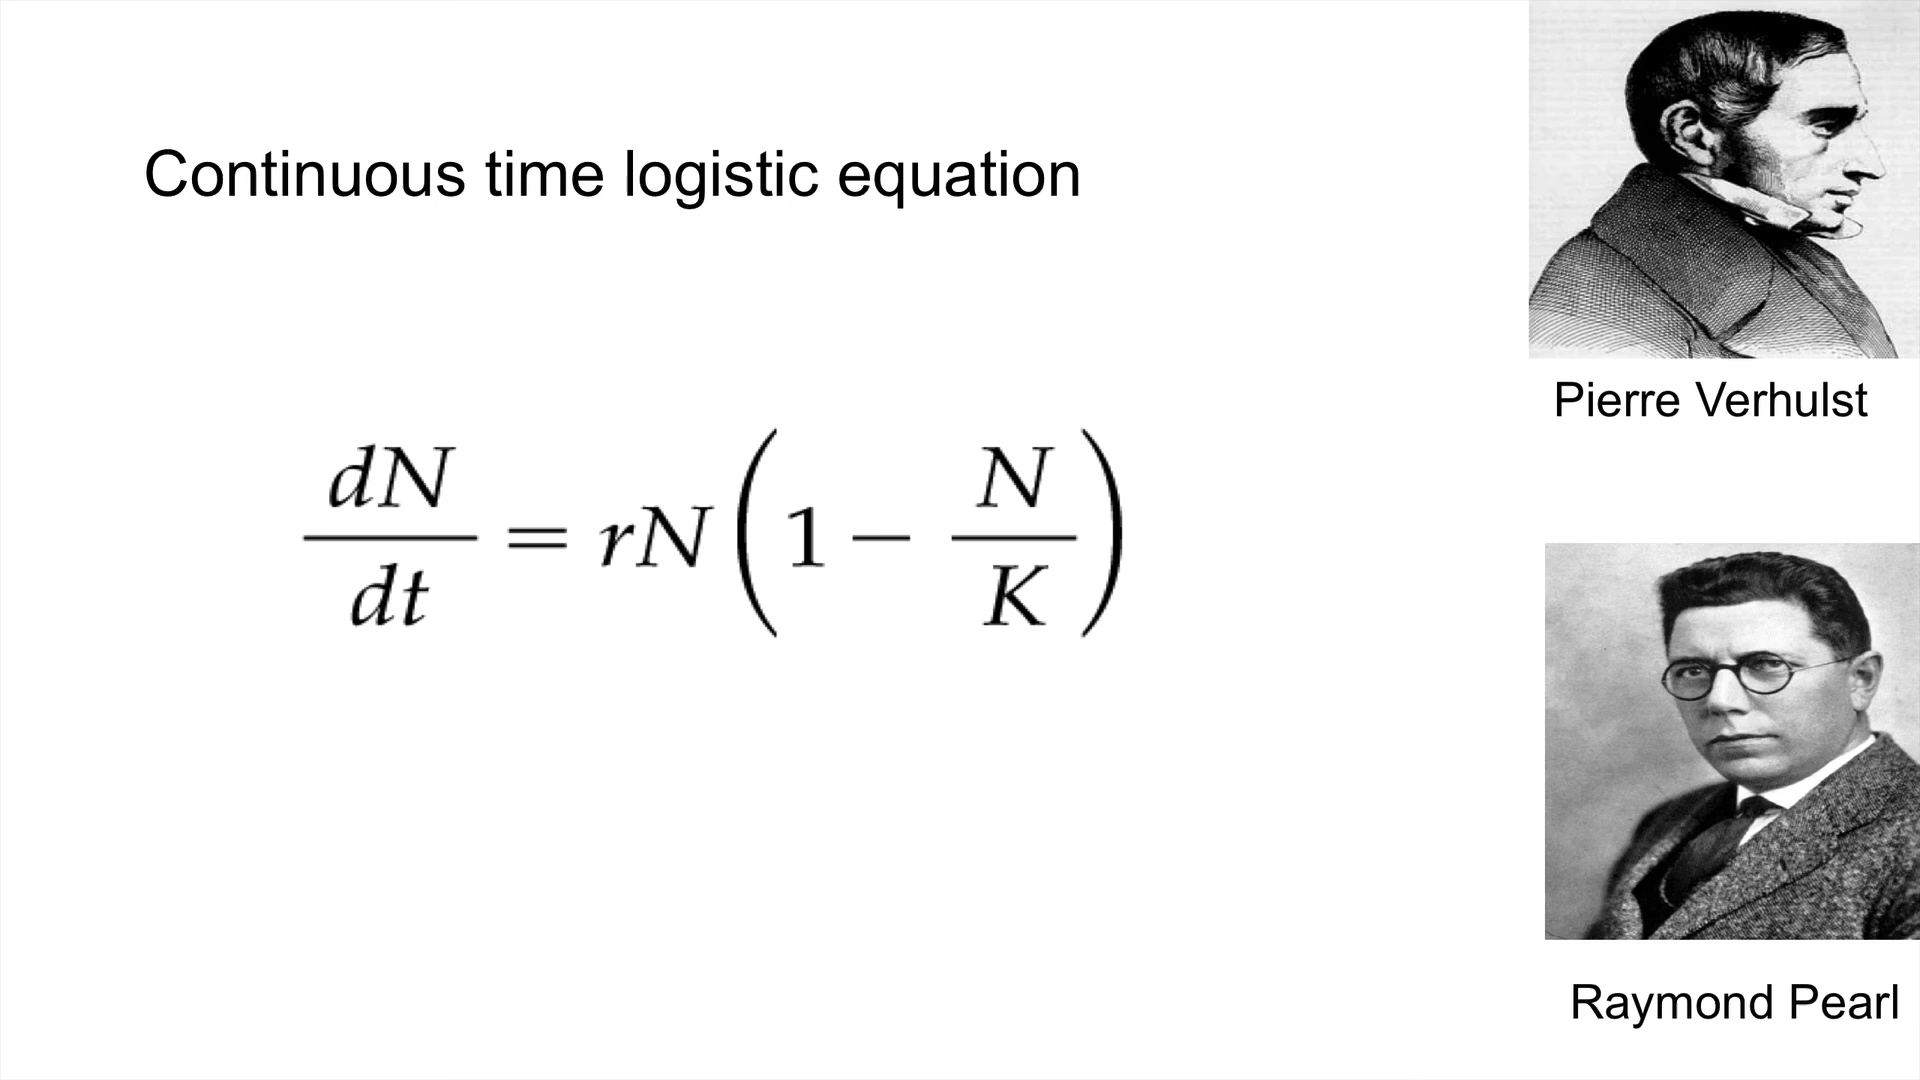 Continuous time logistic equation
dN/dt = rN(1 − N/K)
Pierre Verhulst
Raymond Pearl